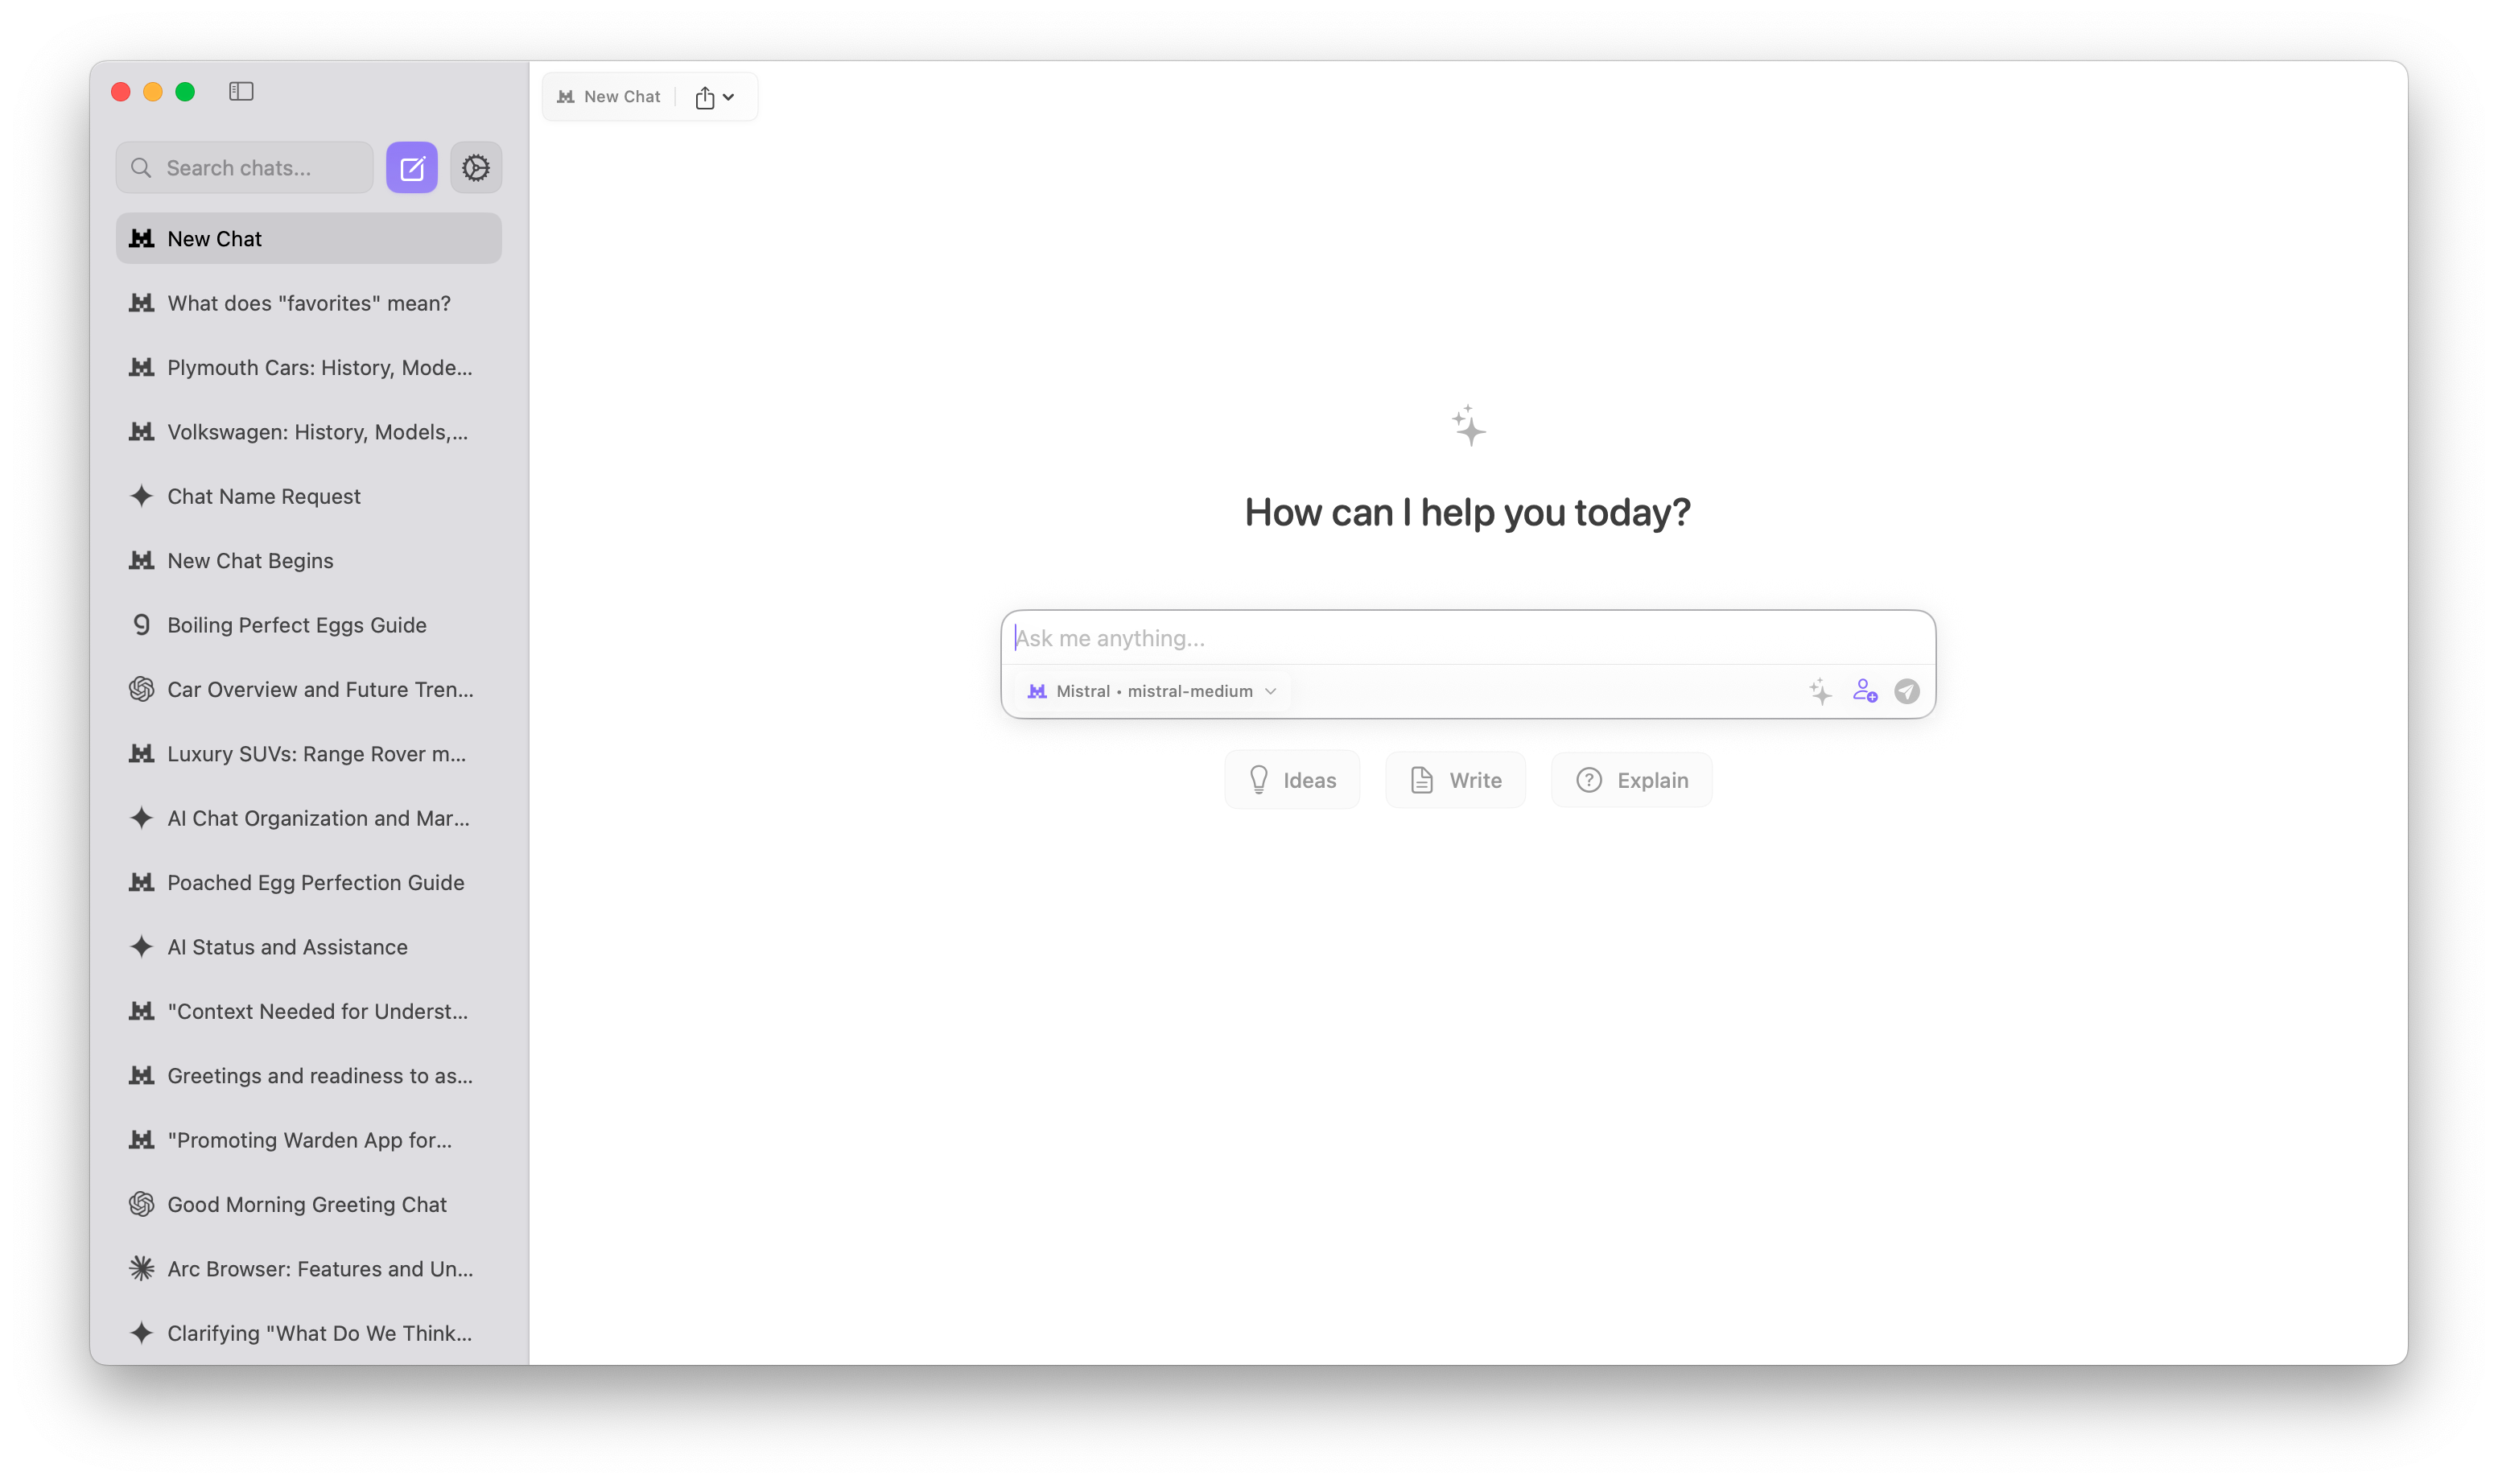 New Chat
Search chats...
New Chat
What does "favorites" mean?
Plymouth Cars: History, Mode...
Volkswagen: History, Models,...
Chat Name Request
New Chat Begins
Boiling Perfect Eggs Guide
Car Overview and Future Tren...
Luxury SUVs: Range Rover m...
AI Chat Organization and Mar...
Poached Egg Perfection Guide
AI Status and Assistance
"Context Needed for Underst...
Greetings and readiness to as...
"Promoting Warden App for...
Good Morning Greeting Chat
Arc Browser: Features and Un...
Clarifying "What Do We Think...
How can I help you today?
Ask me anything...
Mistral • mistral-medium
Ideas
Write
Explain